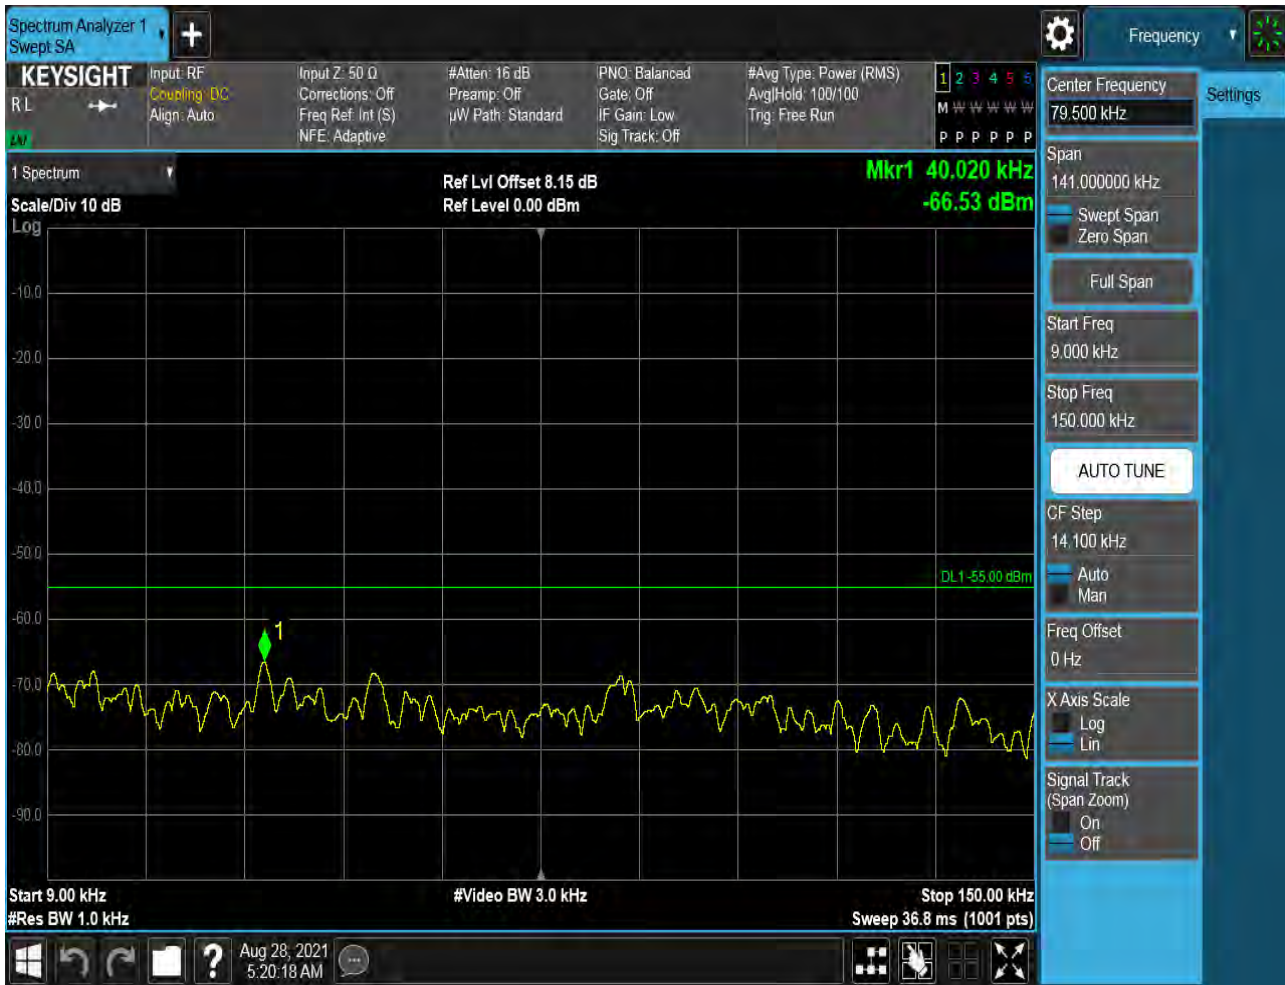 Spectrum Analyzer 1
Swept SA
Frequency
KEYSIGHT
R L
LXI
Input: RF
Coupling: DC
Align: Auto
Input Z: 50 Ω
Corrections: Off
Freq Ref: Int (S)
NFE: Adaptive
#Atten: 16 dB
Preamp: Off
µW Path: Standard
PNO: Balanced
Gate: Off
IF Gain: Low
Sig Track: Off
#Avg Type: Power (RMS)
Avg|Hold: 100/100
Trig: Free Run
1 2 3 4 5 6
M W W W W W
P P P P P P
1 Spectrum
Scale/Div 10 dB
Log
Ref Lvl Offset 8.15 dB
Ref Level 0.00 dBm
Mkr1 40.020 kHz
-66.53 dBm
-10.0
-20.0
-30.0
-40.0
-50.0
DL1 -55.00 dBm
-60.0
1
-70.0
-80.0
-90.0
Start 9.00 kHz
#Res BW 1.0 kHz
#Video BW 3.0 kHz
Stop 150.00 kHz
Sweep 36.8 ms (1001 pts)
Center Frequency
79.500 kHz
Settings
Span
141.000000 kHz
Swept Span
Zero Span
Full Span
Start Freq
9.000 kHz
Stop Freq
150.000 kHz
AUTO TUNE
CF Step
14.100 kHz
Auto
Man
Freq Offset
0 Hz
X Axis Scale
Log
Lin
Signal Track
(Span Zoom)
On
Off
?
Aug 28, 2021
5:20:18 AM